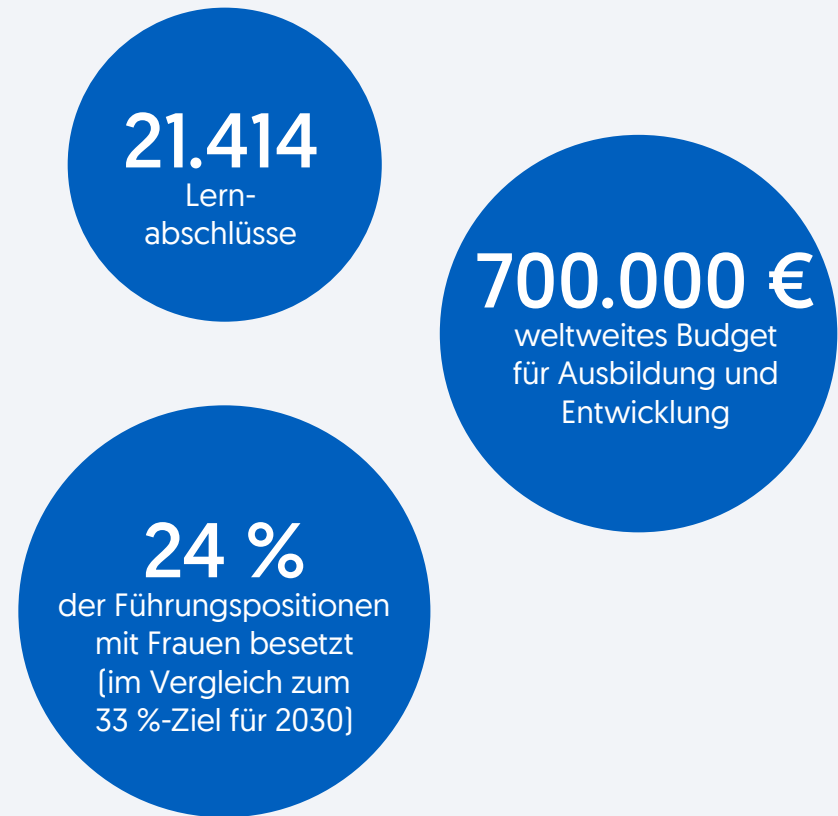 21.414
Lern-
abschlüsse
700.000 €
weltweites Budget
für Ausbildung und
Entwicklung
24 %
der Führungspositionen
mit Frauen besetzt
(im Vergleich zum
33 %-Ziel für 2030)